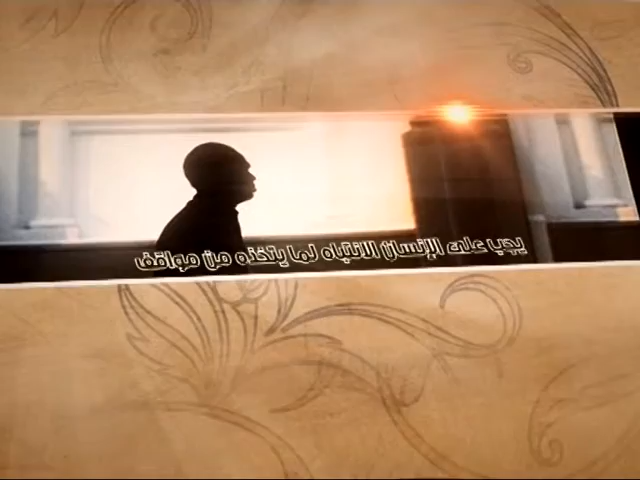 يجب على الإنسان الانتباه لما يتخذه من مواقف